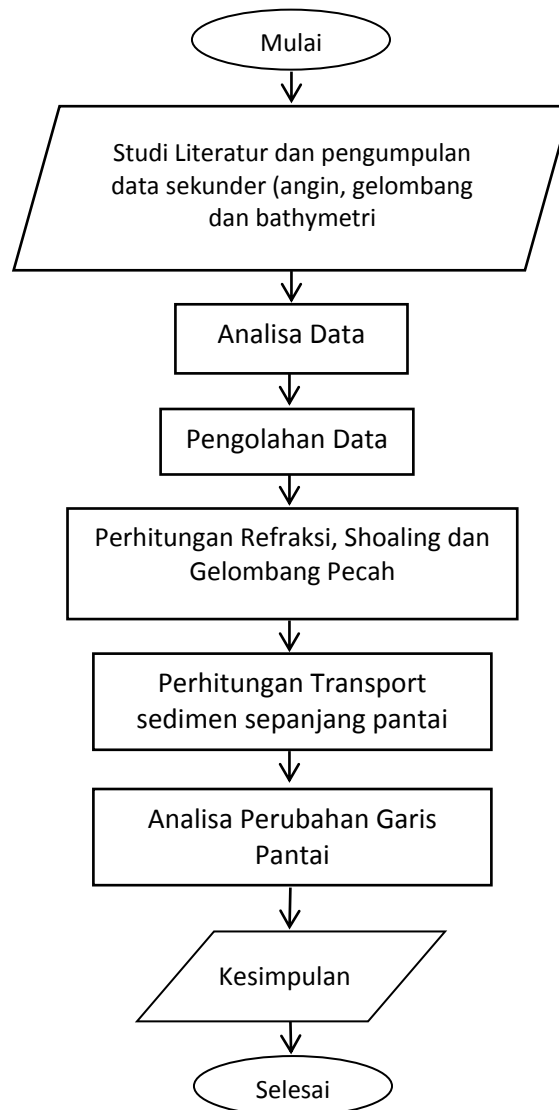 Mulai
Studi Literatur dan pengumpulan
data sekunder (angin, gelombang
dan bathymetri
Analisa Data
Pengolahan Data
Perhitungan Refraksi, Shoaling dan
Gelombang Pecah
Perhitungan Transport
sedimen sepanjang pantai
Analisa Perubahan Garis
Pantai
Kesimpulan
Selesai